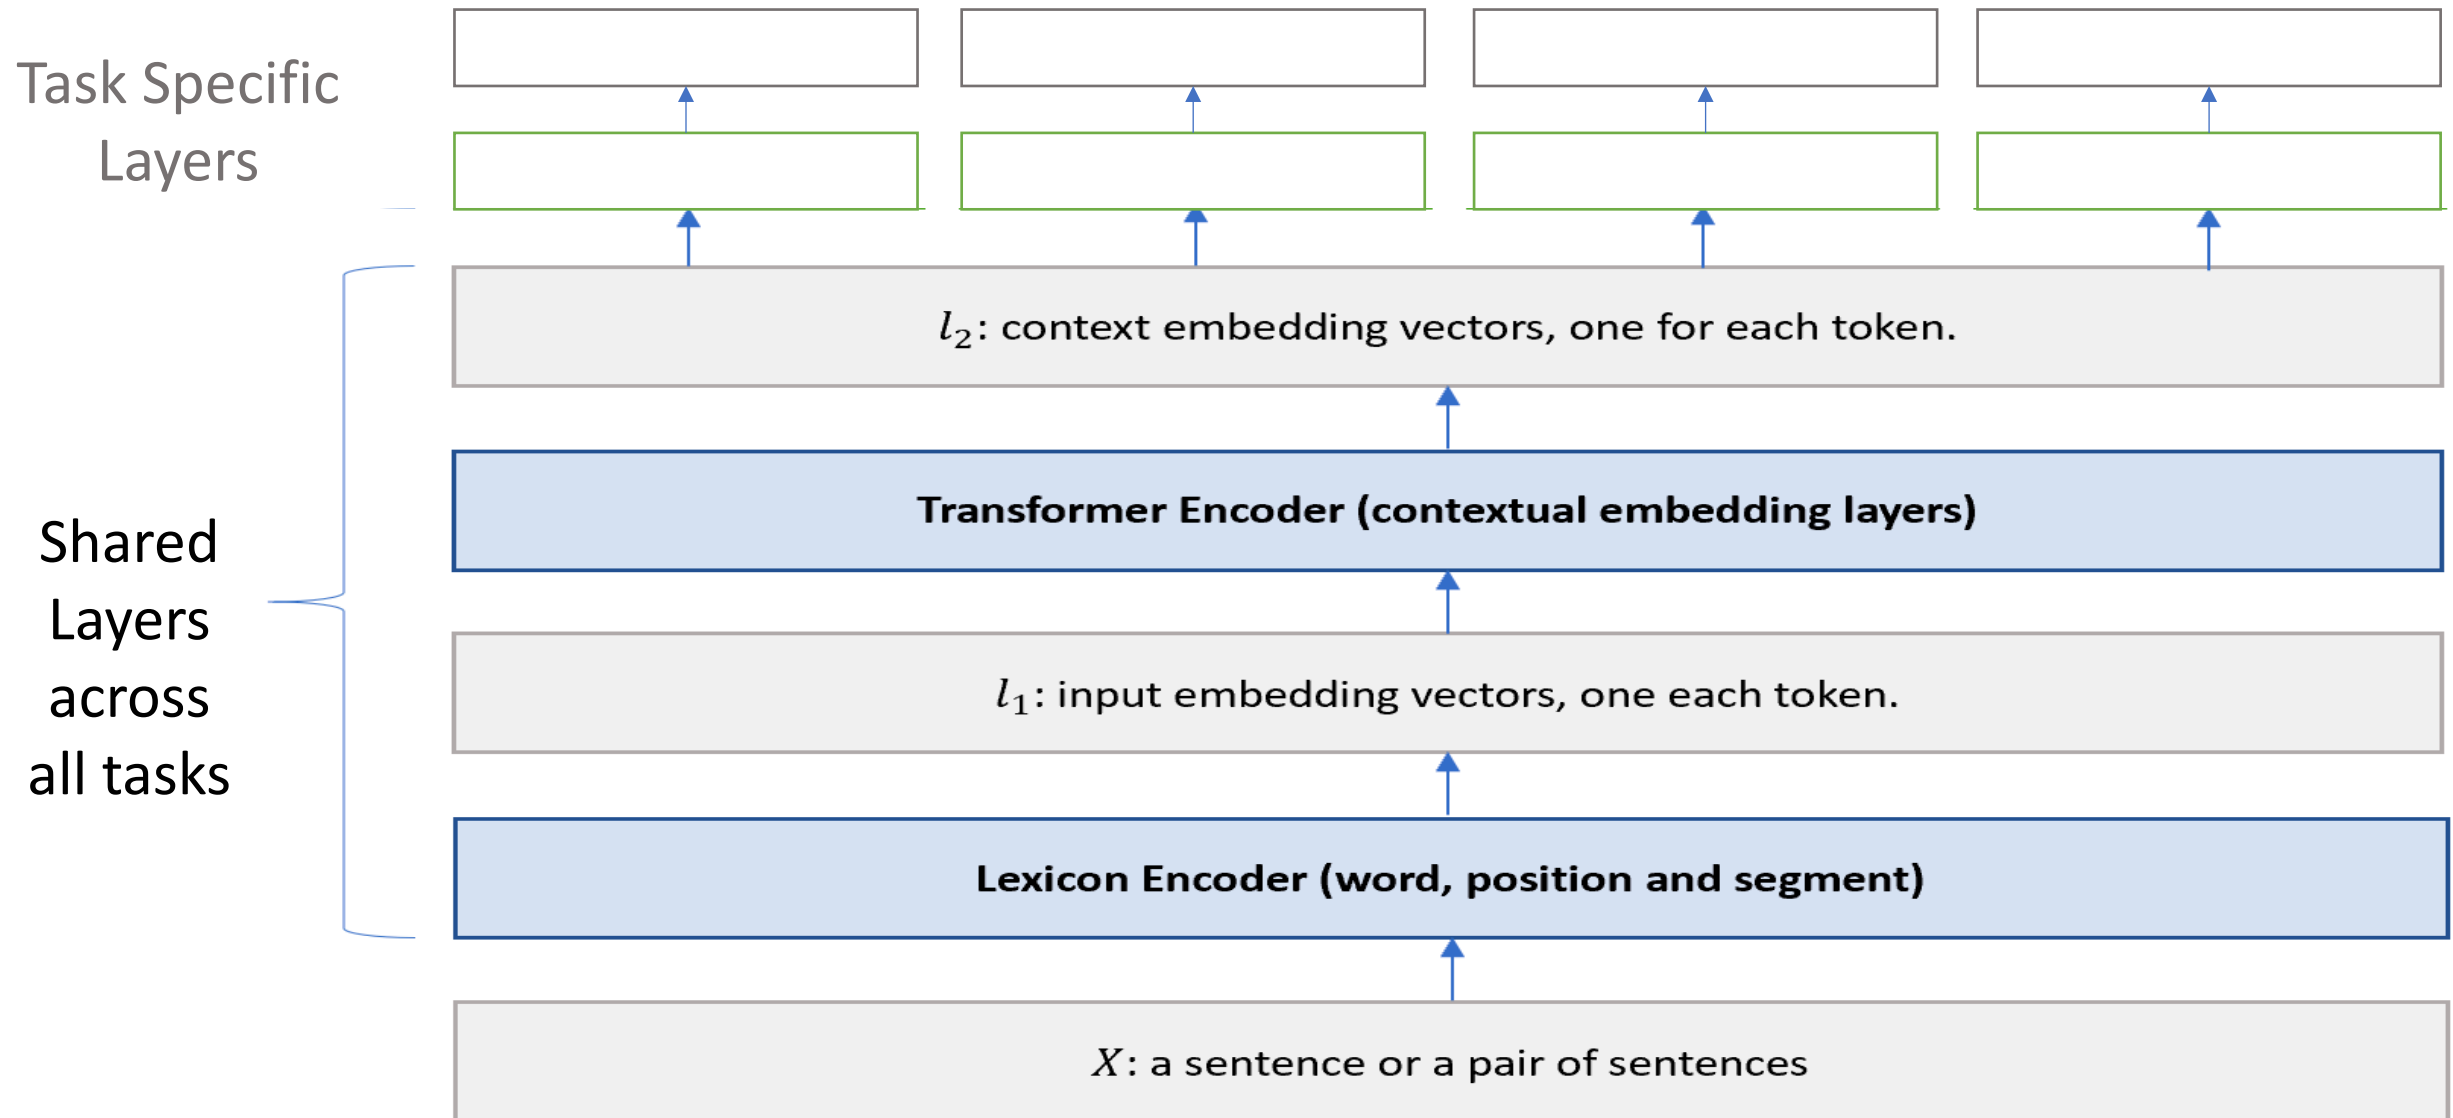 Task Specific
Layers
l₂: context embedding vectors, one for each token.
Transformer Encoder (contextual embedding layers)
Shared
Layers
across
all tasks
l₁: input embedding vectors, one each token.
Lexicon Encoder (word, position and segment)
X: a sentence or a pair of sentences